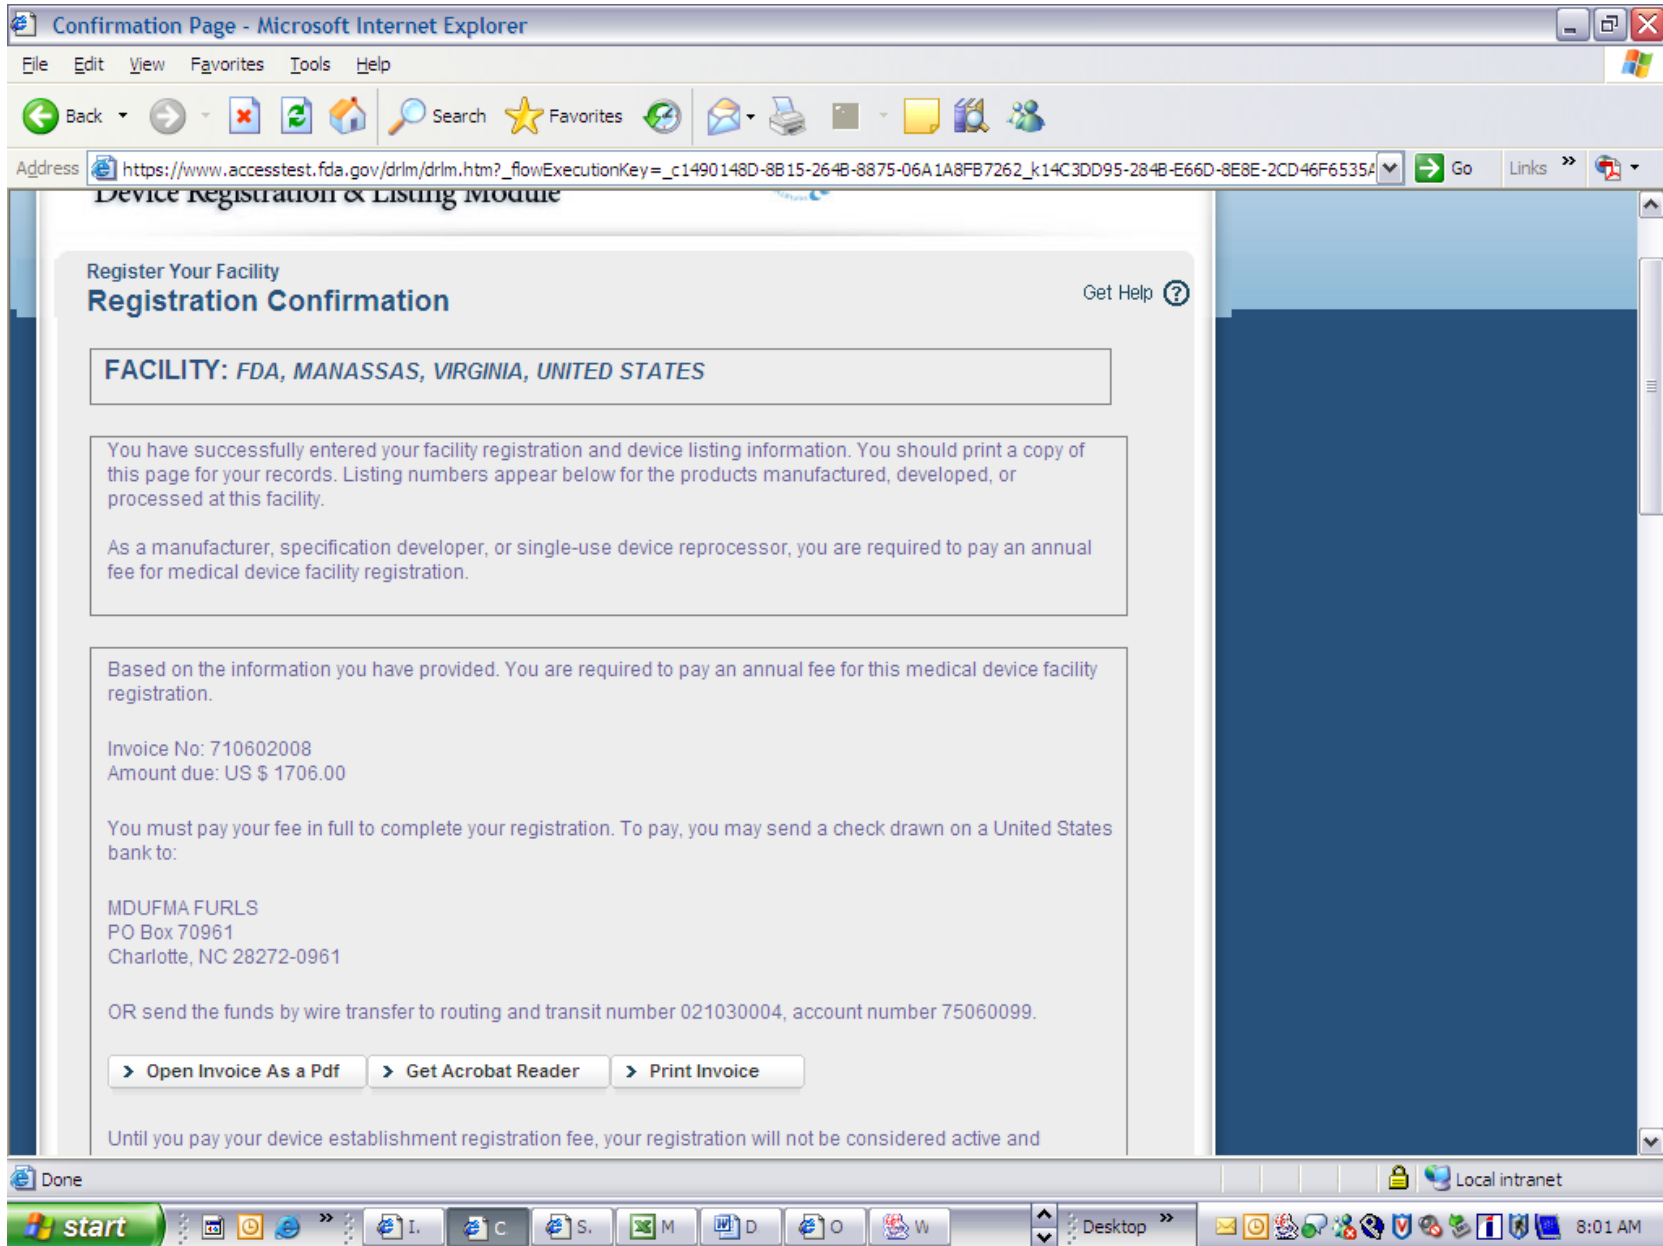 Confirmation Page - Microsoft Internet Explorer
File Edit View Favorites Tools Help
Back Search Favorites
Address https://www.accesstest.fda.gov/drlm/drlm.htm?_flowExecutionKey=_c1490148D-8B15-264B-8875-06A1A8FB7262_k14C3DD95-284B-E66D-8E8E-2CD46F6535A Go Links »
Device Registration & Listing Module
Register Your Facility
Registration Confirmation
Get Help ?
FACILITY: FDA, MANASSAS, VIRGINIA, UNITED STATES
You have successfully entered your facility registration and device listing information. You should print a copy of
this page for your records. Listing numbers appear below for the products manufactured, developed, or
processed at this facility.
As a manufacturer, specification developer, or single-use device reprocessor, you are required to pay an annual
fee for medical device facility registration.
Based on the information you have provided. You are required to pay an annual fee for this medical device facility
registration.
Invoice No: 710602008
Amount due: US $ 1706.00
You must pay your fee in full to complete your registration. To pay, you may send a check drawn on a United States
bank to:
MDUFMA FURLS
PO Box 70961
Charlotte, NC 28272-0961
OR send the funds by wire transfer to routing and transit number 021030004, account number 75060099.
> Open Invoice As a Pdf > Get Acrobat Reader > Print Invoice
Until you pay your device establishment registration fee, your registration will not be considered active and
Done Local intranet
start » I. C S. M D O W Desktop » 8:01 AM